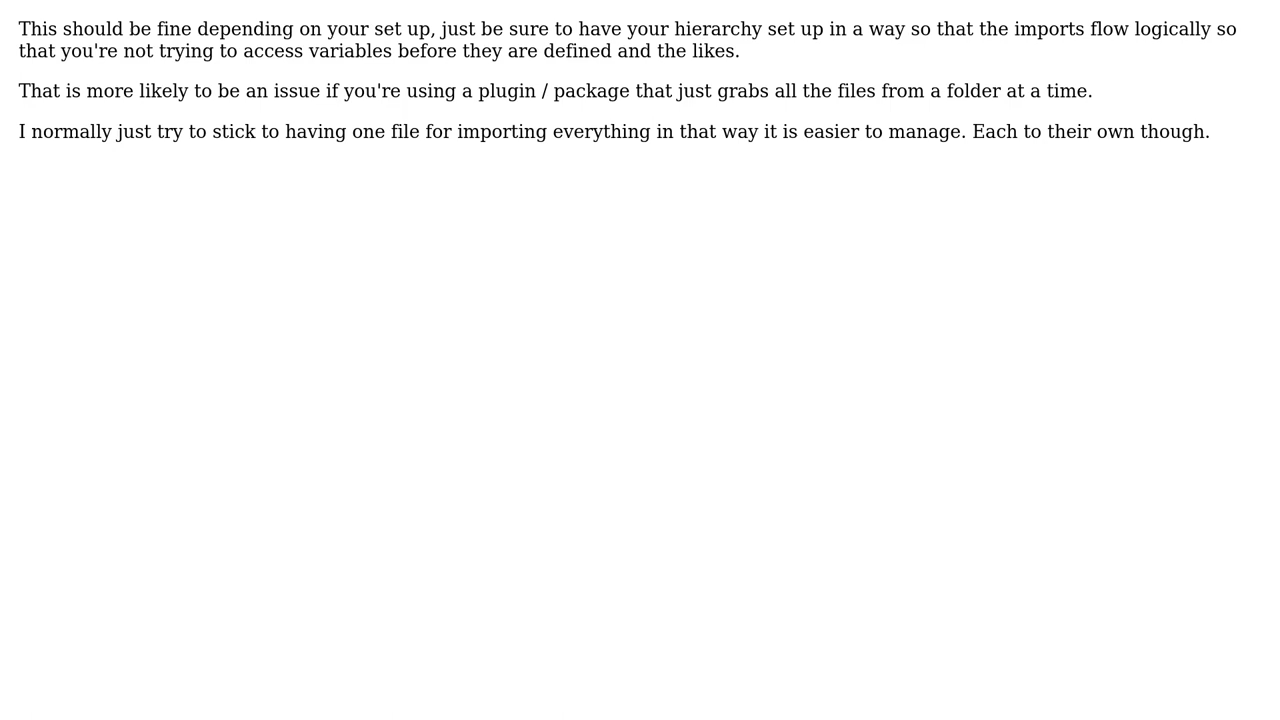 This should be fine depending on your set up, just be sure to have your hierarchy set up in a way so that the imports flow logically so
that you're not trying to access variables before they are defined and the likes.
That is more likely to be an issue if you're using a plugin / package that just grabs all the files from a folder at a time.
I normally just try to stick to having one file for importing everything in that way it is easier to manage. Each to their own though.